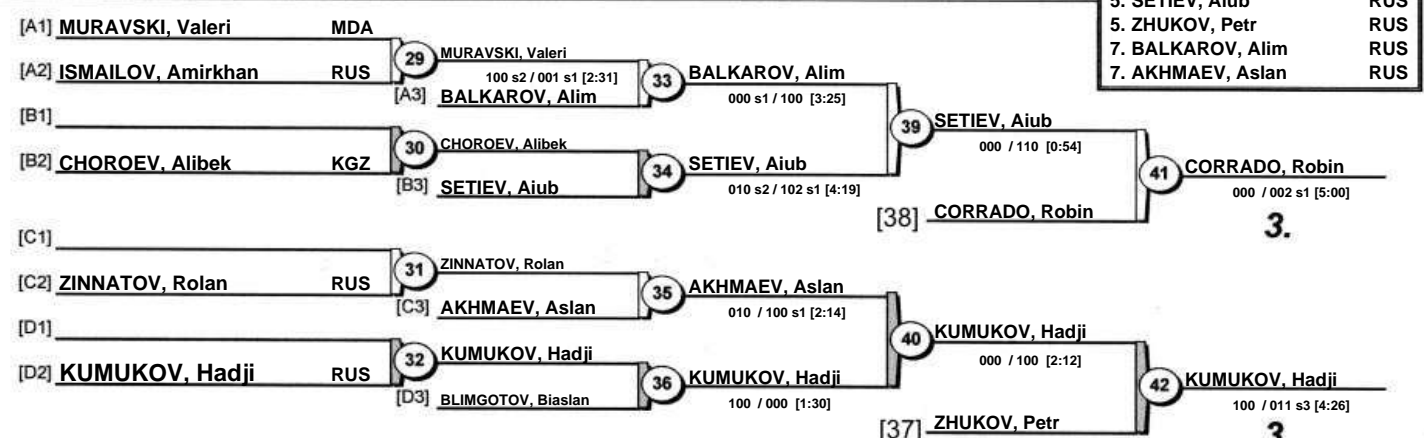 5. SETIEV, Aiub RUS
5. ZHUKOV, Petr RUS
7. BALKAROV, Alim RUS
7. AKHMAEV, Aslan RUS
[A1] MURAVSKI, Valeri MDA
29
MURAVSKI, Valeri
100 s2 / 001 s1 [2:31]
[A2] ISMAILOV, Amirkhan RUS
[A3] BALKAROV, Alim
33
BALKAROV, Alim
000 s1 / 100 [3:25]
[B1]
30
CHOROEV, Alibek
[B2] CHOROEV, Alibek KGZ
[B3] SETIEV, Aiub
34
SETIEV, Aiub
010 s2 / 102 s1 [4:19]
39
SETIEV, Aiub
000 / 110 [0:54]
[38] CORRADO, Robin
41
CORRADO, Robin
000 / 002 s1 [5:00]
3.
[C1]
31
ZINNATOV, Rolan
[C2] ZINNATOV, Rolan RUS
[C3] AKHMAEV, Aslan
35
AKHMAEV, Aslan
010 / 100 s1 [2:14]
[D1]
32
KUMUKOV, Hadji
[D2] KUMUKOV, Hadji RUS
[D3] BLIMGOTOV, Biaslan
36
KUMUKOV, Hadji
100 / 000 [1:30]
40
KUMUKOV, Hadji
000 / 100 [2:12]
[37] ZHUKOV, Petr
42
KUMUKOV, Hadji
100 / 011 s3 [4:26]
3